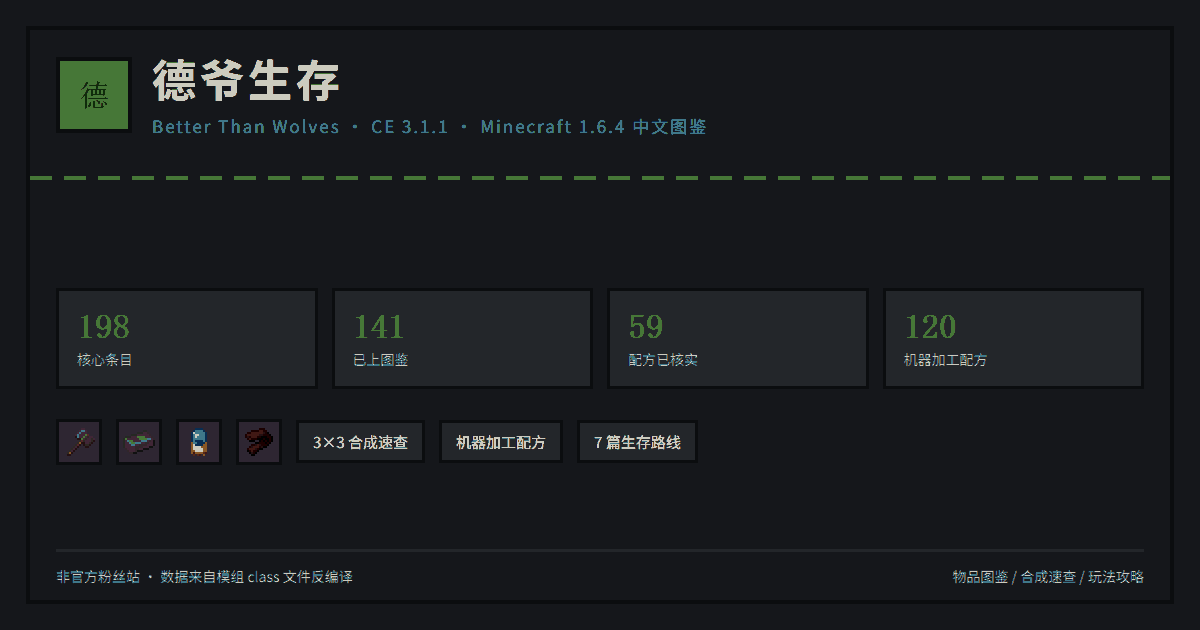 德
德爷生存
Better Than Wolves · CE 3.1.1 · Minecraft 1.6.4 中文图鉴
198
核心条目
141
已上图鉴
59
配方已核实
120
机器加工配方
3×3 合成速查
机器加工配方
7 篇生存路线
非官方粉丝站 · 数据来自模组 class 文件反编译
物品图鉴 / 合成速查 / 玩法攻略